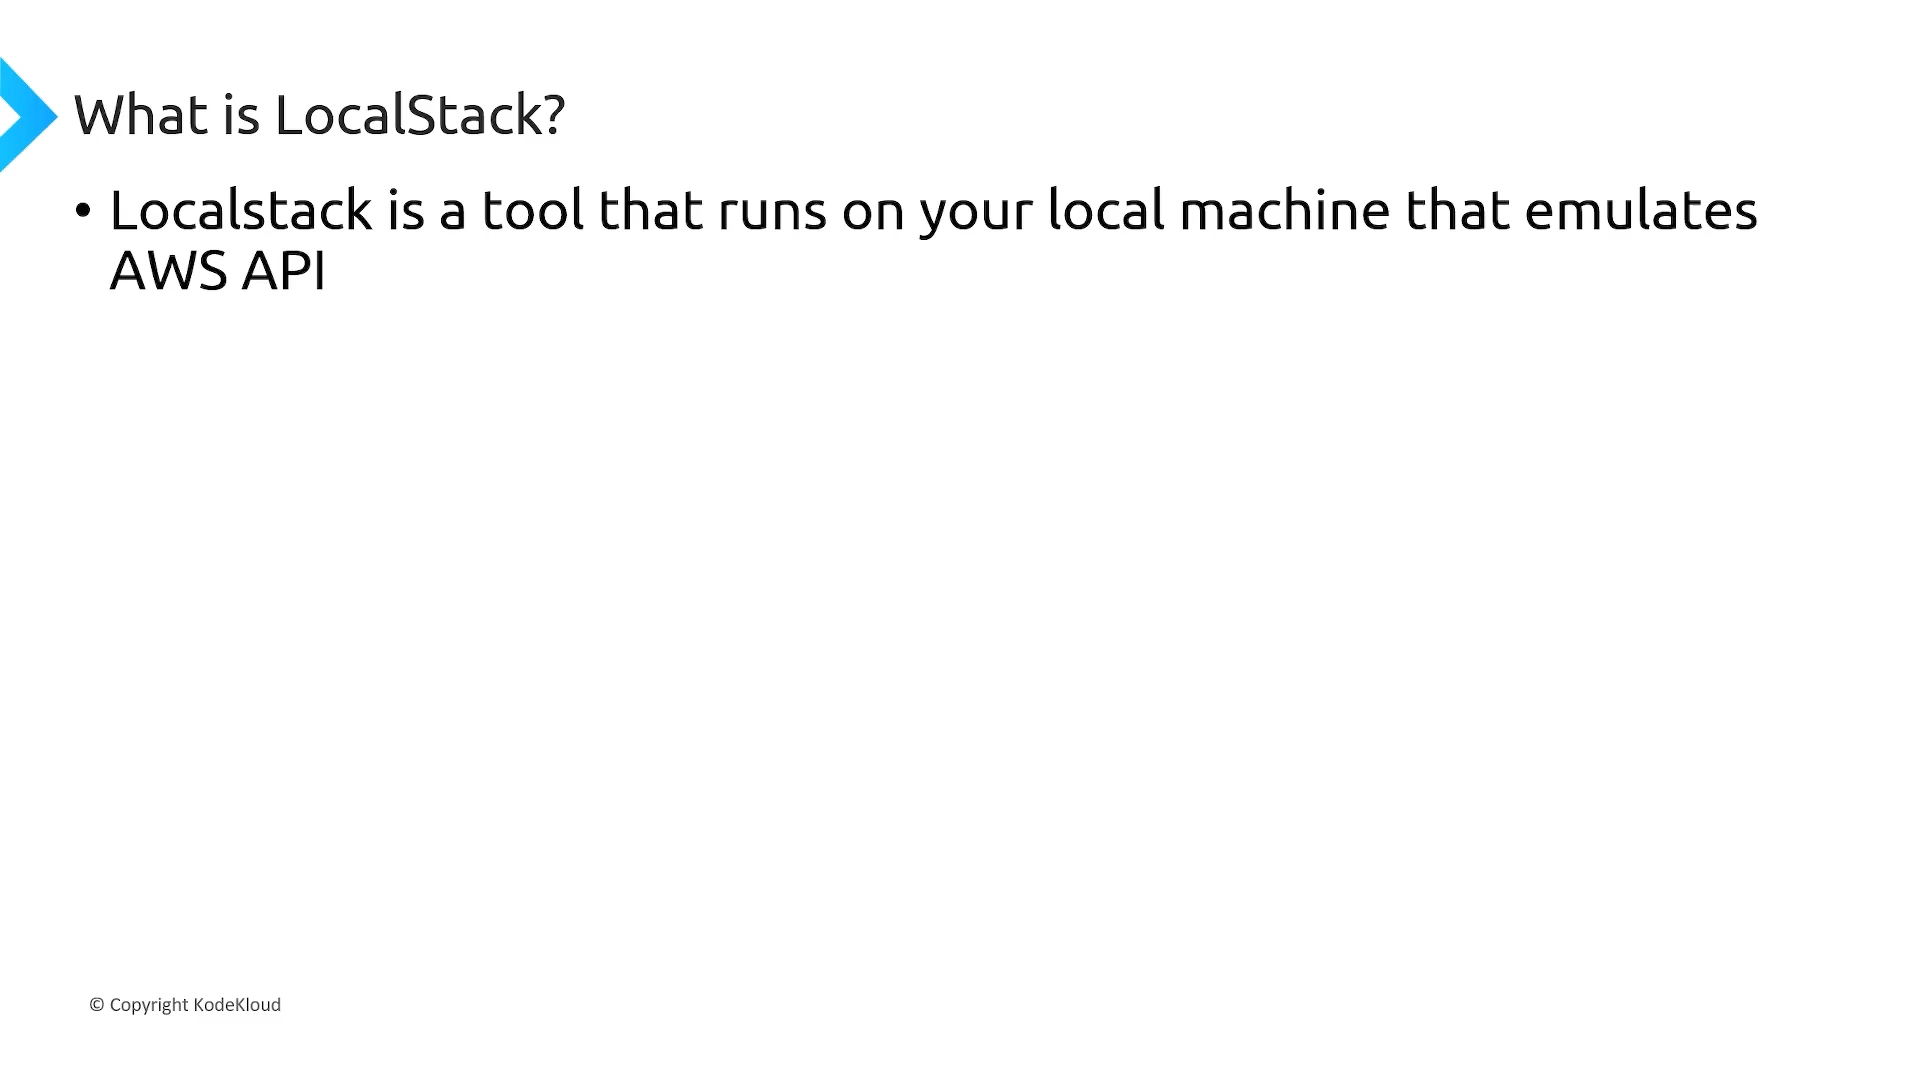 What is LocalStack?
• Localstack is a tool that runs on your local machine that emulates
AWS API
© Copyright KodeKloud